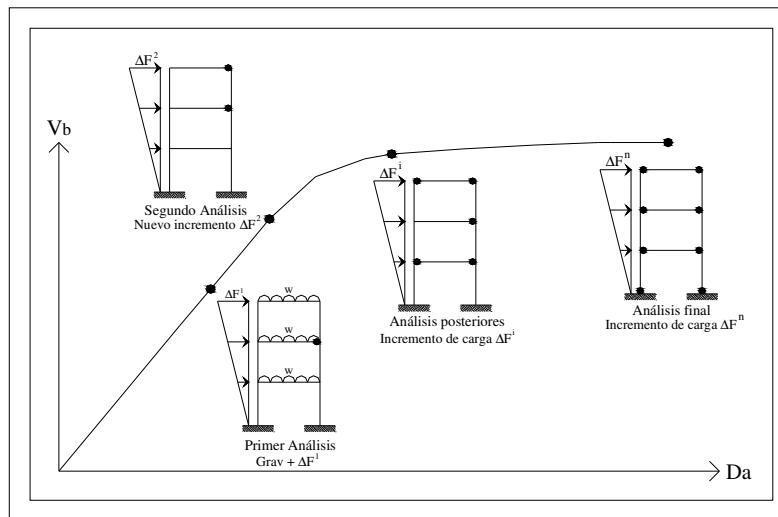 ΔF²
Vb
Segundo Análisis
Nuevo incremento ΔF²
ΔF¹
w
w
w
Primer Análisis
Grav + ΔF¹
ΔFⁱ
Análisis posteriores
Incremento de carga ΔFⁱ
ΔFⁿ
Análisis final
Incremento de carga ΔFⁿ
Da